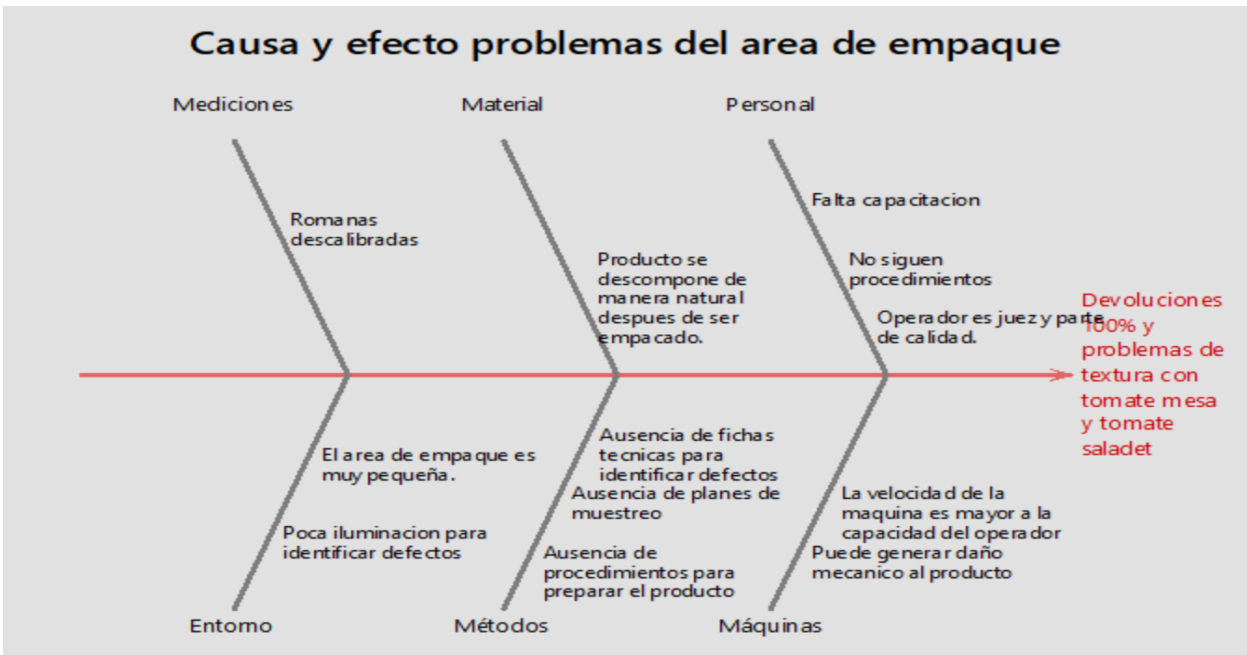 Causa y efecto problemas del area de empaque
Mediciones
Material
Personal
Romanas
descalibradas
Producto se
descompone de
manera natural
despues de ser
empacado.
Falta capacitacion
No siguen
procedimientos
Operador es juez y parte
de calidad.
Devoluciones
100% y
problemas de
textura con
tomate mesa
y tomate
saladet
El area de empaque es
muy pequeña.
Poca iluminacion para
identificar defectos
Ausencia de fichas
tecnicas para
identificar defectos
Ausencia de planes de
muestreo
Ausencia de
procedimientos para
preparar el producto
La velocidad de la
maquina es mayor a la
capacidad del operador
Puede generar daño
mecanico al producto
Entorno
Métodos
Máquinas